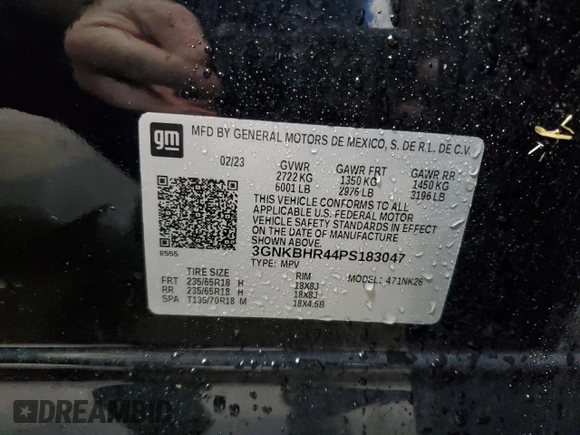 gm
MFD BY GENERAL MOTORS DE MEXICO, S. DE R.L. DE C.V.
02/23 GVWR GAWR FRT GAWR RR
2722 KG 1350 KG 1450 KG
6001 LB 2976 LB 3196 LB
THIS VEHICLE CONFORMS TO ALL
APPLICABLE U.S. FEDERAL MOTOR
VEHICLE SAFETY STANDARDS IN EFFECT
ON THE DATE OF MANUFACTURE
SHOWN ABOVE.
8555 3GNKBHR44PS183047
TYPE: MPV MODEL: 471NK26
TIRE SIZE RIM
FRT 235/65R18 H 18X8J
RR 235/65R18 H 18X8J
SPA T135/70R18 M 18X4.5B
DREAMBID